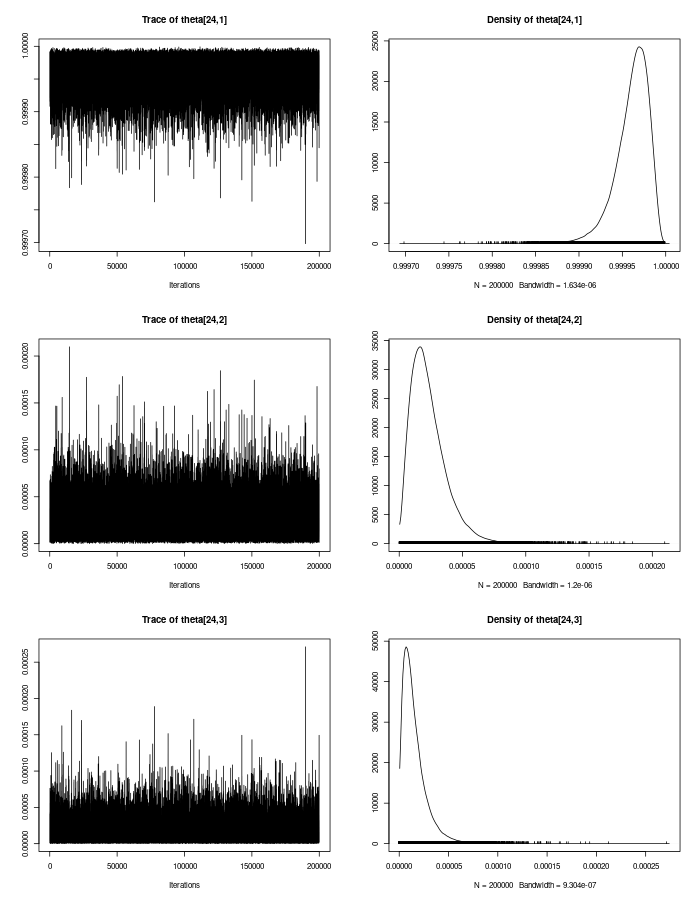 Trace of theta[24,1]
Density of theta[24,1]
1.00000
0.99990
0.99980
0.99970
25000
20000
15000
10000
5000
0
0 50000 100000 150000 200000
0.99970 0.99975 0.99980 0.99985 0.99990 0.99995 1.00000
Iterations
N = 200000 Bandwidth = 1.634e-06
Trace of theta[24,2]
Density of theta[24,2]
0.00020
0.00015
0.00010
0.00005
0.00000
35000
30000
25000
20000
15000
10000
5000
0
0 50000 100000 150000 200000
0.00000 0.00005 0.00010 0.00015 0.00020
Iterations
N = 200000 Bandwidth = 1.2e-06
Trace of theta[24,3]
Density of theta[24,3]
0.00025
0.00020
0.00015
0.00010
0.00005
0.00000
50000
40000
30000
20000
10000
0
0 50000 100000 150000 200000
0.00000 0.00005 0.00010 0.00015 0.00020 0.00025
Iterations
N = 200000 Bandwidth = 9.304e-07